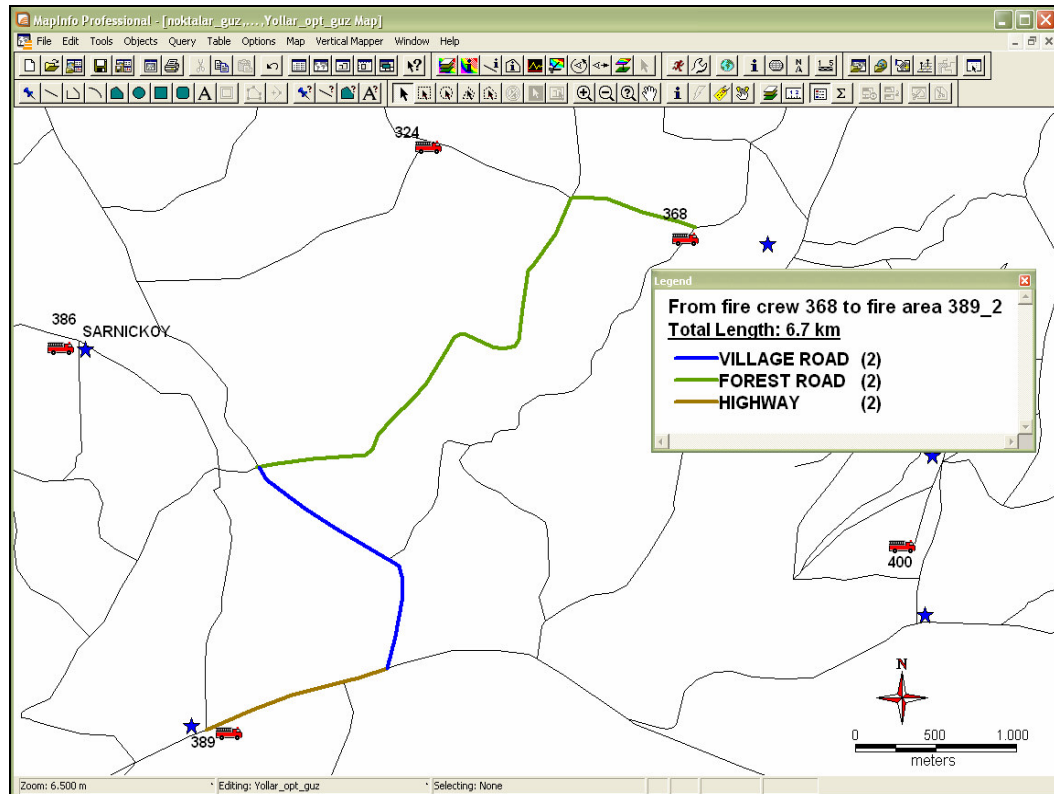 MapInfo Professional - [noktalar_guz,...,Yollar_opt_guz Map]
File Edit Tools Objects Query Table Options Map Vertical Mapper Window Help
324
368
Legend
From fire crew 368 to fire area 389_2
Total Length: 6.7 km
VILLAGE ROAD (2)
FOREST ROAD (2)
HIGHWAY (2)
386
SARNICKOY
400
389
N
0 500 1.000
meters
Zoom: 6.500 m Editing: Yollar_opt_guz Selecting: None